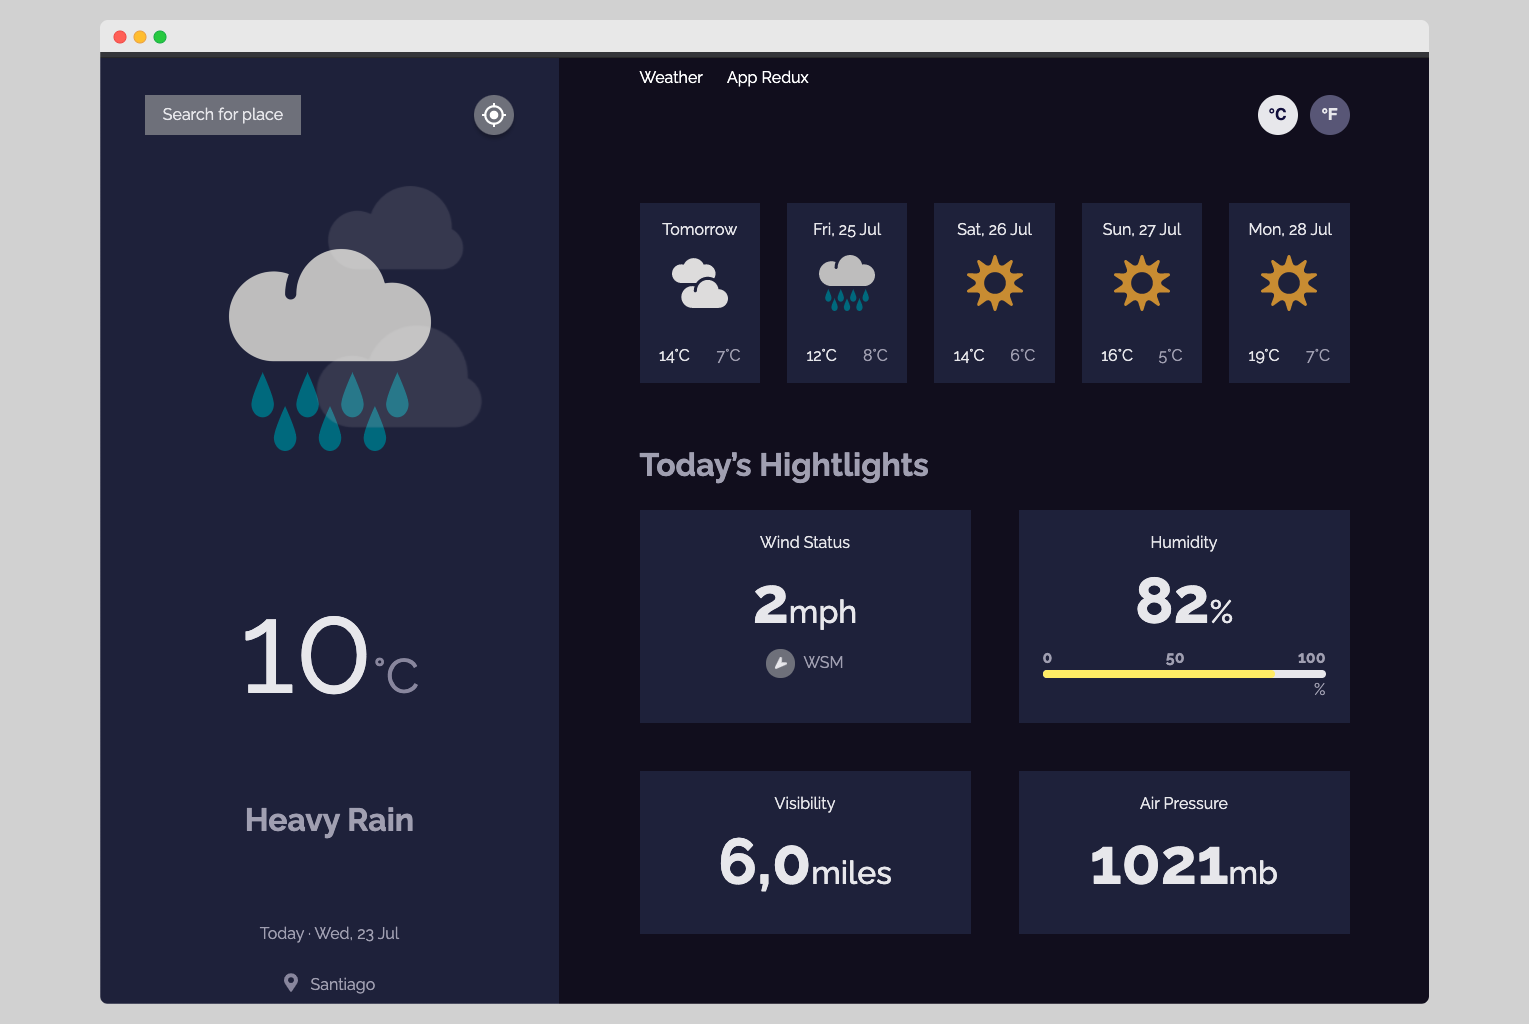 Search for place
10°C
Heavy Rain
Today · Wed, 23 Jul
Santiago
Weather App Redux
°C °F
Tomorrow
14°C 7°C
Fri, 25 Jul
12°C 8°C
Sat, 26 Jul
14°C 6°C
Sun, 27 Jul
16°C 5°C
Mon, 28 Jul
19°C 7°C
Today's Hightlights
Wind Status
2mph
WSM
Humidity
82%
0 50 100
%
Visibility
6,0miles
Air Pressure
1021mb